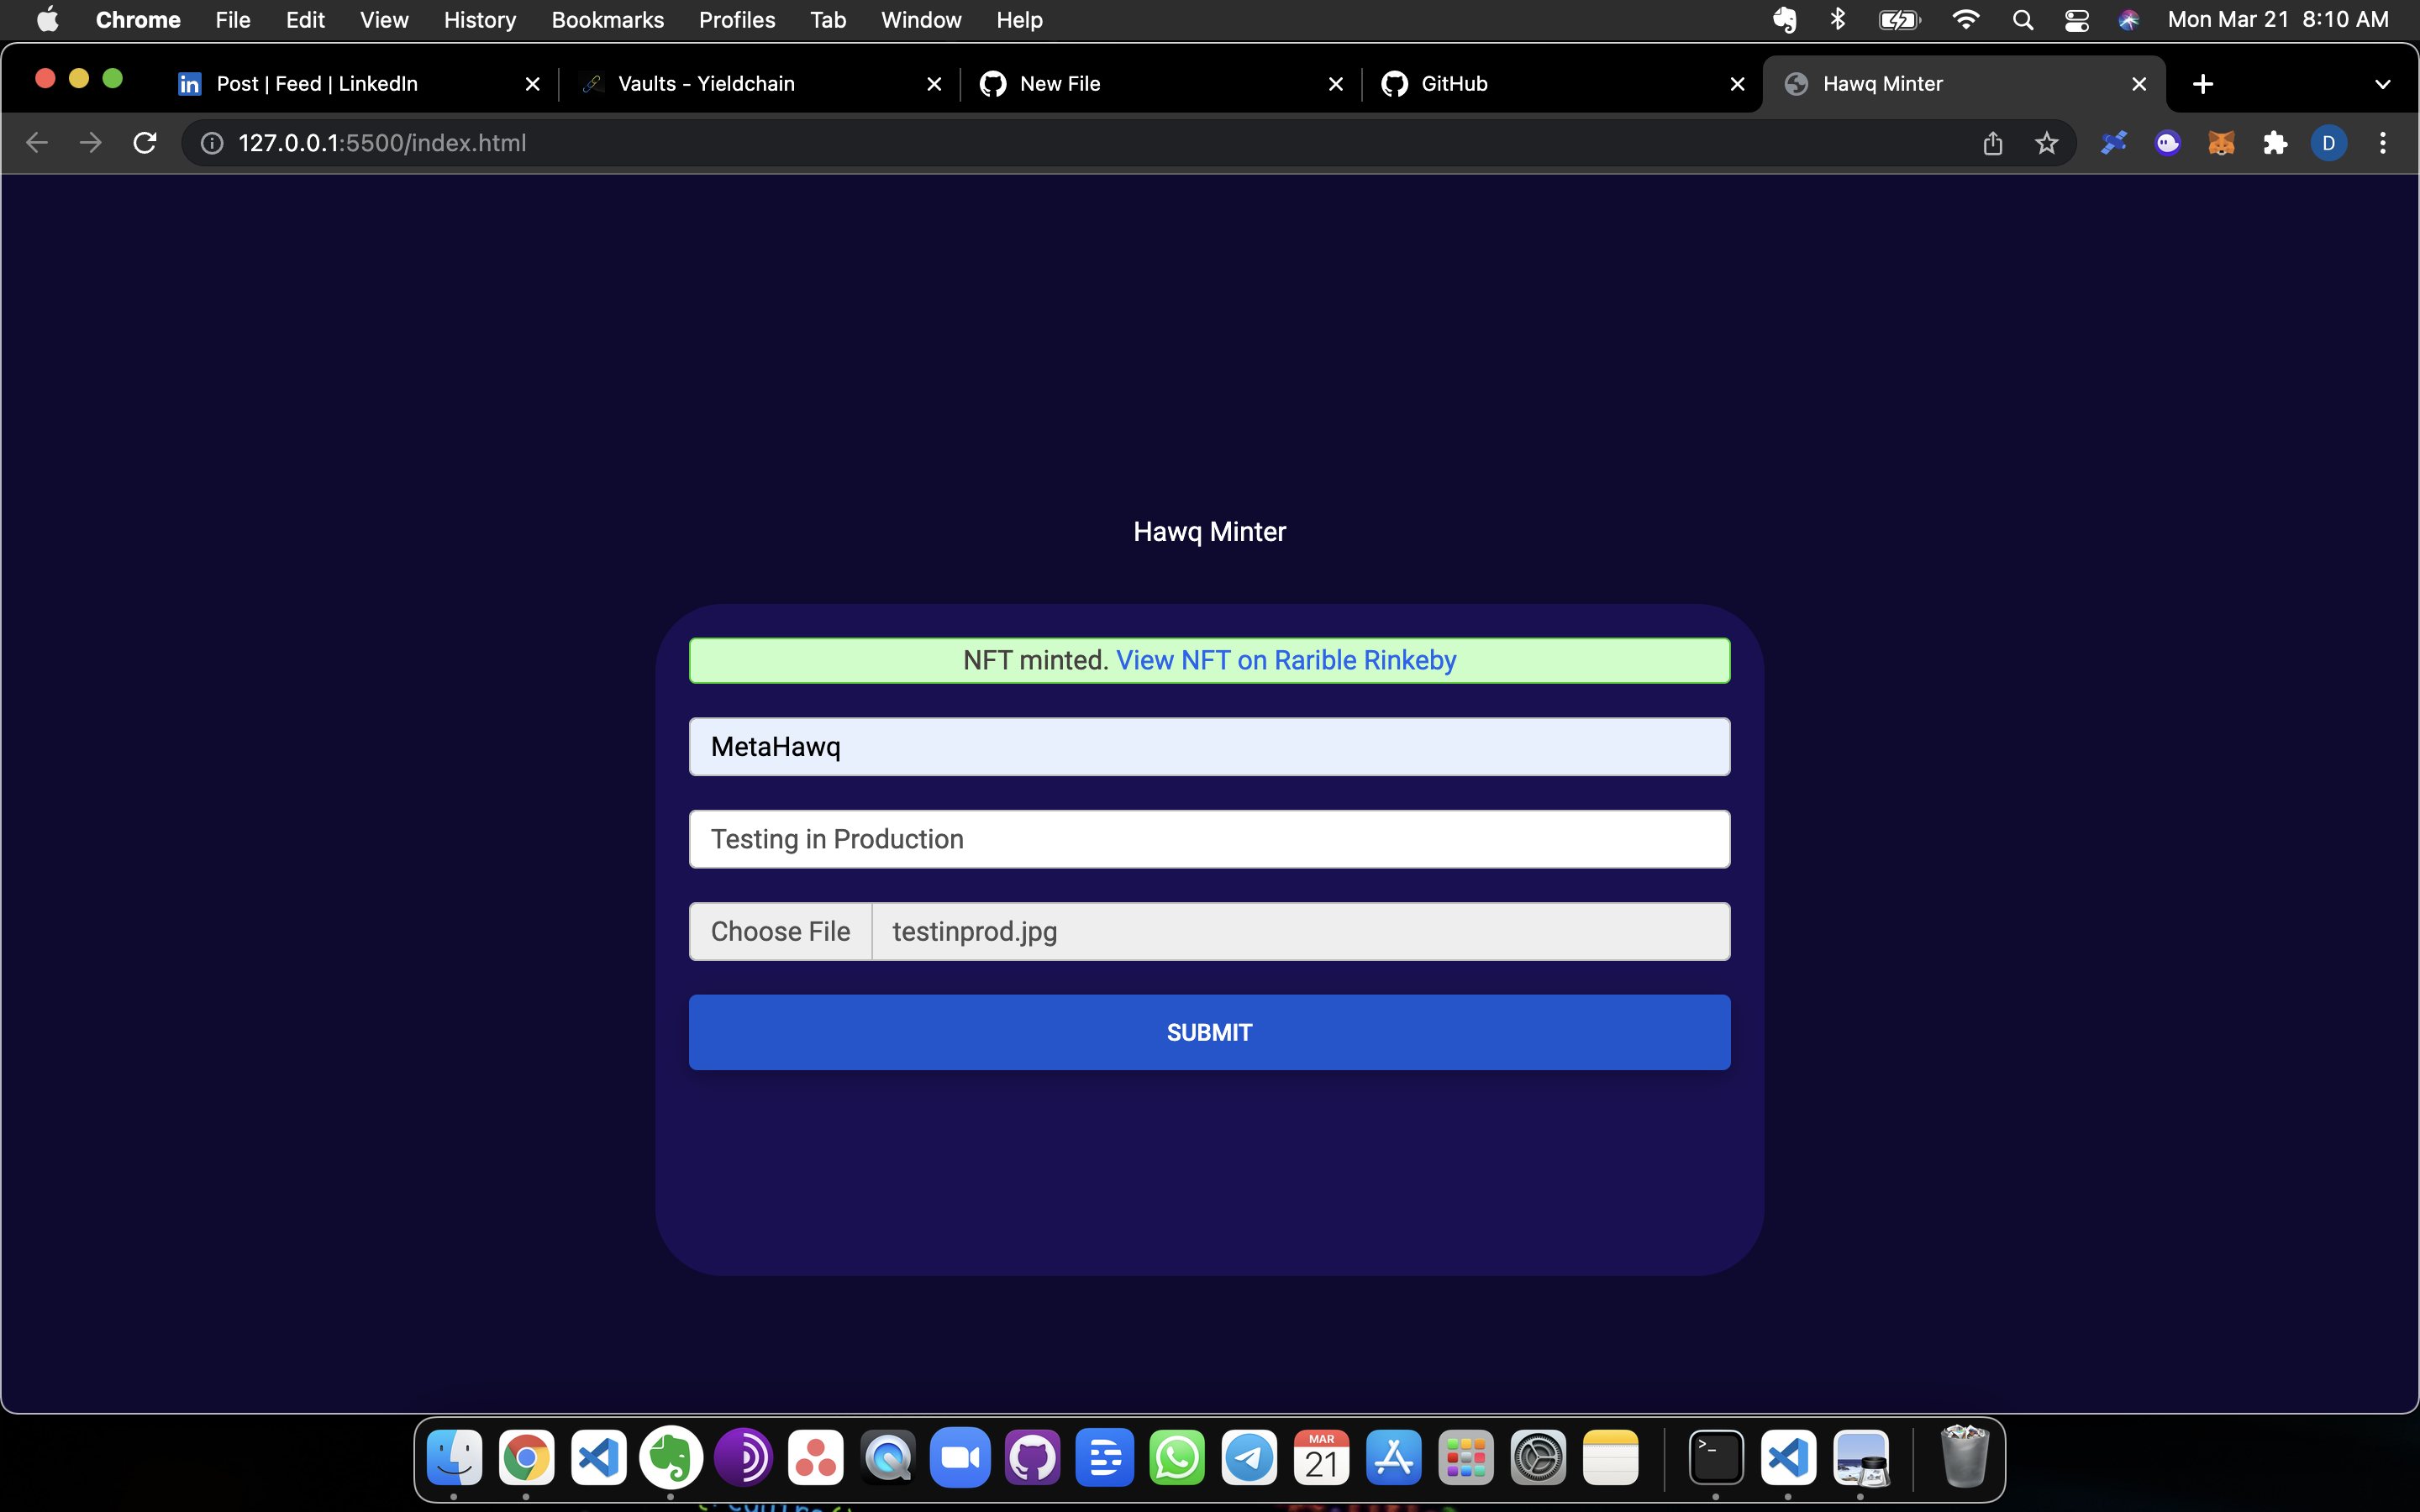 Chrome File Edit View History Bookmarks Profiles Tab Window Help Mon Mar 21 8:10 AM
Post | Feed | LinkedIn Vaults - Yieldchain New File GitHub Hawq Minter
127.0.0.1:5500/index.html D
Hawq Minter
NFT minted. View NFT on Rarible Rinkeby
MetaHawq
Testing in Production
Choose File testinprod.jpg
SUBMIT
MAR
21